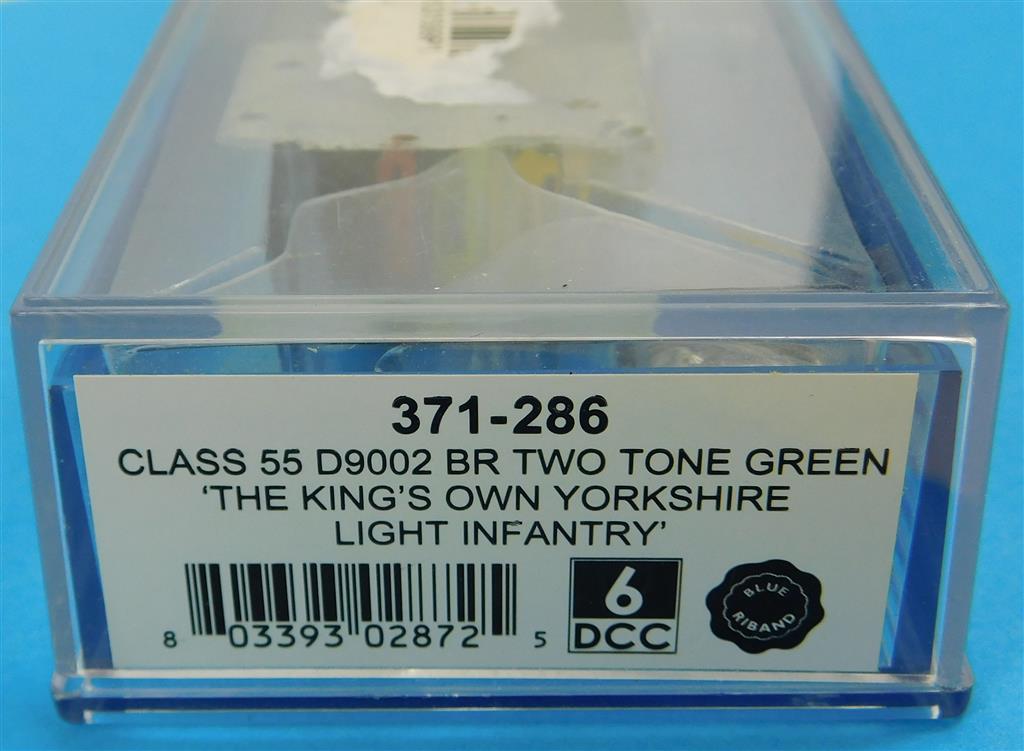 371-286
CLASS 55 D9002 BR TWO TONE GREEN
‘THE KING’S OWN YORKSHIRE
LIGHT INFANTRY’
8 03393 02872 5
6
DCC
BLUE
RIBAND